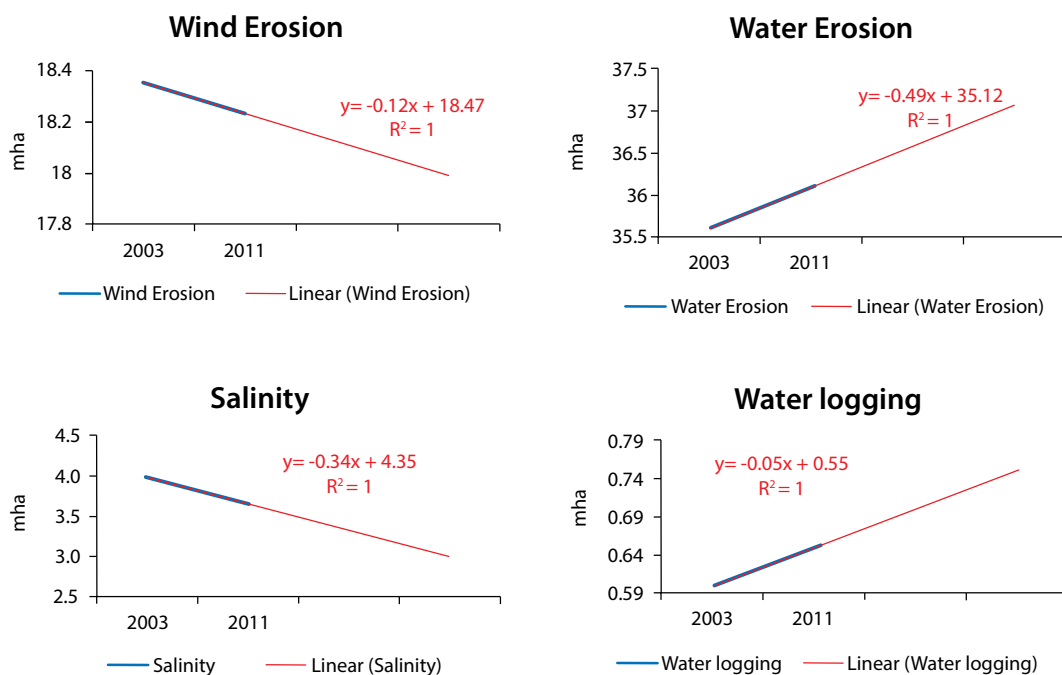 Wind Erosion
18.4
18.2
18
17.8
mha
y= -0.12x + 18.47
R² = 1
2003 2011
Wind Erosion Linear (Wind Erosion)
Water Erosion
37.5
37
36.5
36
35.5
mha
y= -0.49x + 35.12
R² = 1
2003 2011
Water Erosion Linear (Water Erosion)
Salinity
4.5
4.0
3.5
3.0
2.5
mha
y= -0.34x + 4.35
R² = 1
2003 2011
Salinity Linear (Salinity)
Water logging
0.79
0.74
0.69
0.64
0.59
mha
y= -0.05x + 0.55
R² = 1
2003 2011
Water logging Linear (Water logging)